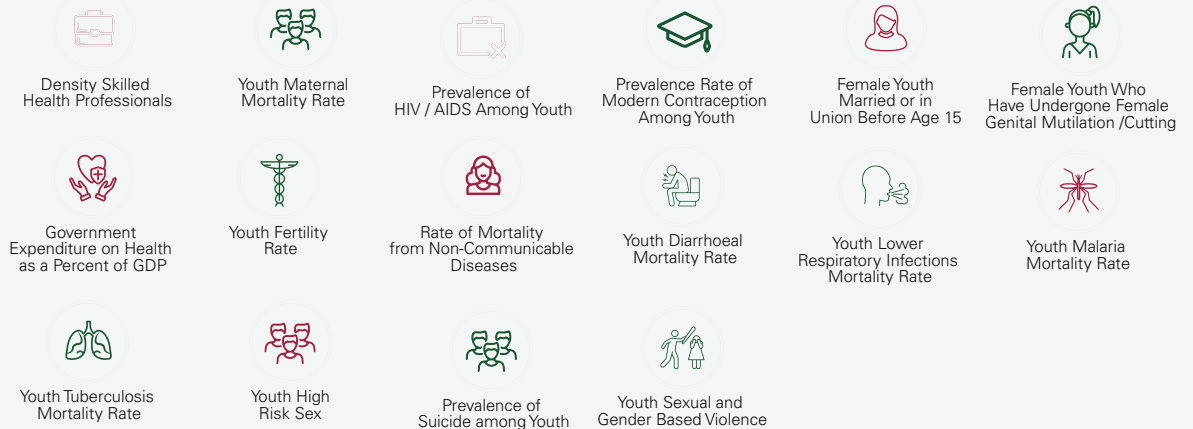 Density Skilled
Health Professionals
Youth Maternal
Mortality Rate
Prevalence of
HIV / AIDS Among Youth
Prevalence Rate of
Modern Contraception
Among Youth
Female Youth
Married or in
Union Before Age 15
Female Youth Who
Have Undergone Female
Genital Mutilation /Cutting
Government
Expenditure on Health
as a Percent of GDP
Youth Fertility
Rate
Rate of Mortality
from Non-Communicable
Diseases
Youth Diarrhoeal
Mortality Rate
Youth Lower
Respiratory Infections
Mortality Rate
Youth Malaria
Mortality Rate
Youth Tuberculosis
Mortality Rate
Youth High
Risk Sex
Prevalence of
Suicide among Youth
Youth Sexual and
Gender Based Violence